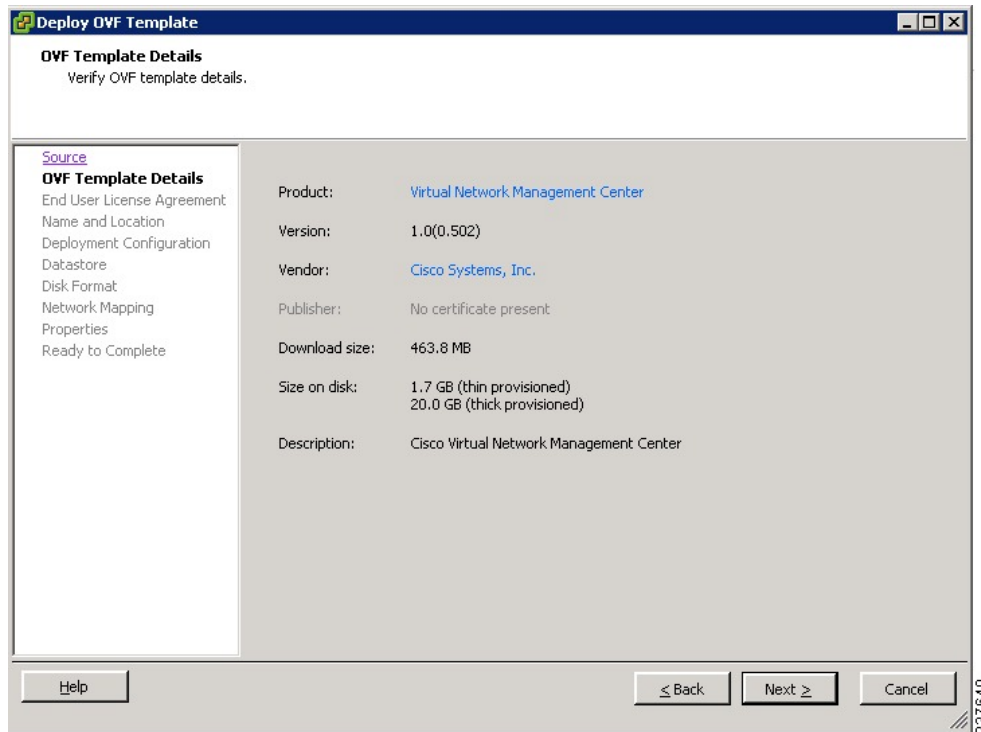 Deploy OVF Template
OVF Template Details
Verify OVF template details.
Source
OVF Template Details
End User License Agreement
Name and Location
Deployment Configuration
Datastore
Disk Format
Network Mapping
Properties
Ready to Complete
Product: Virtual Network Management Center
Version: 1.0(0.502)
Vendor: Cisco Systems, Inc.
Publisher: No certificate present
Download size: 463.8 MB
Size on disk: 1.7 GB (thin provisioned)
20.0 GB (thick provisioned)
Description: Cisco Virtual Network Management Center
Help
< Back
Next >
Cancel